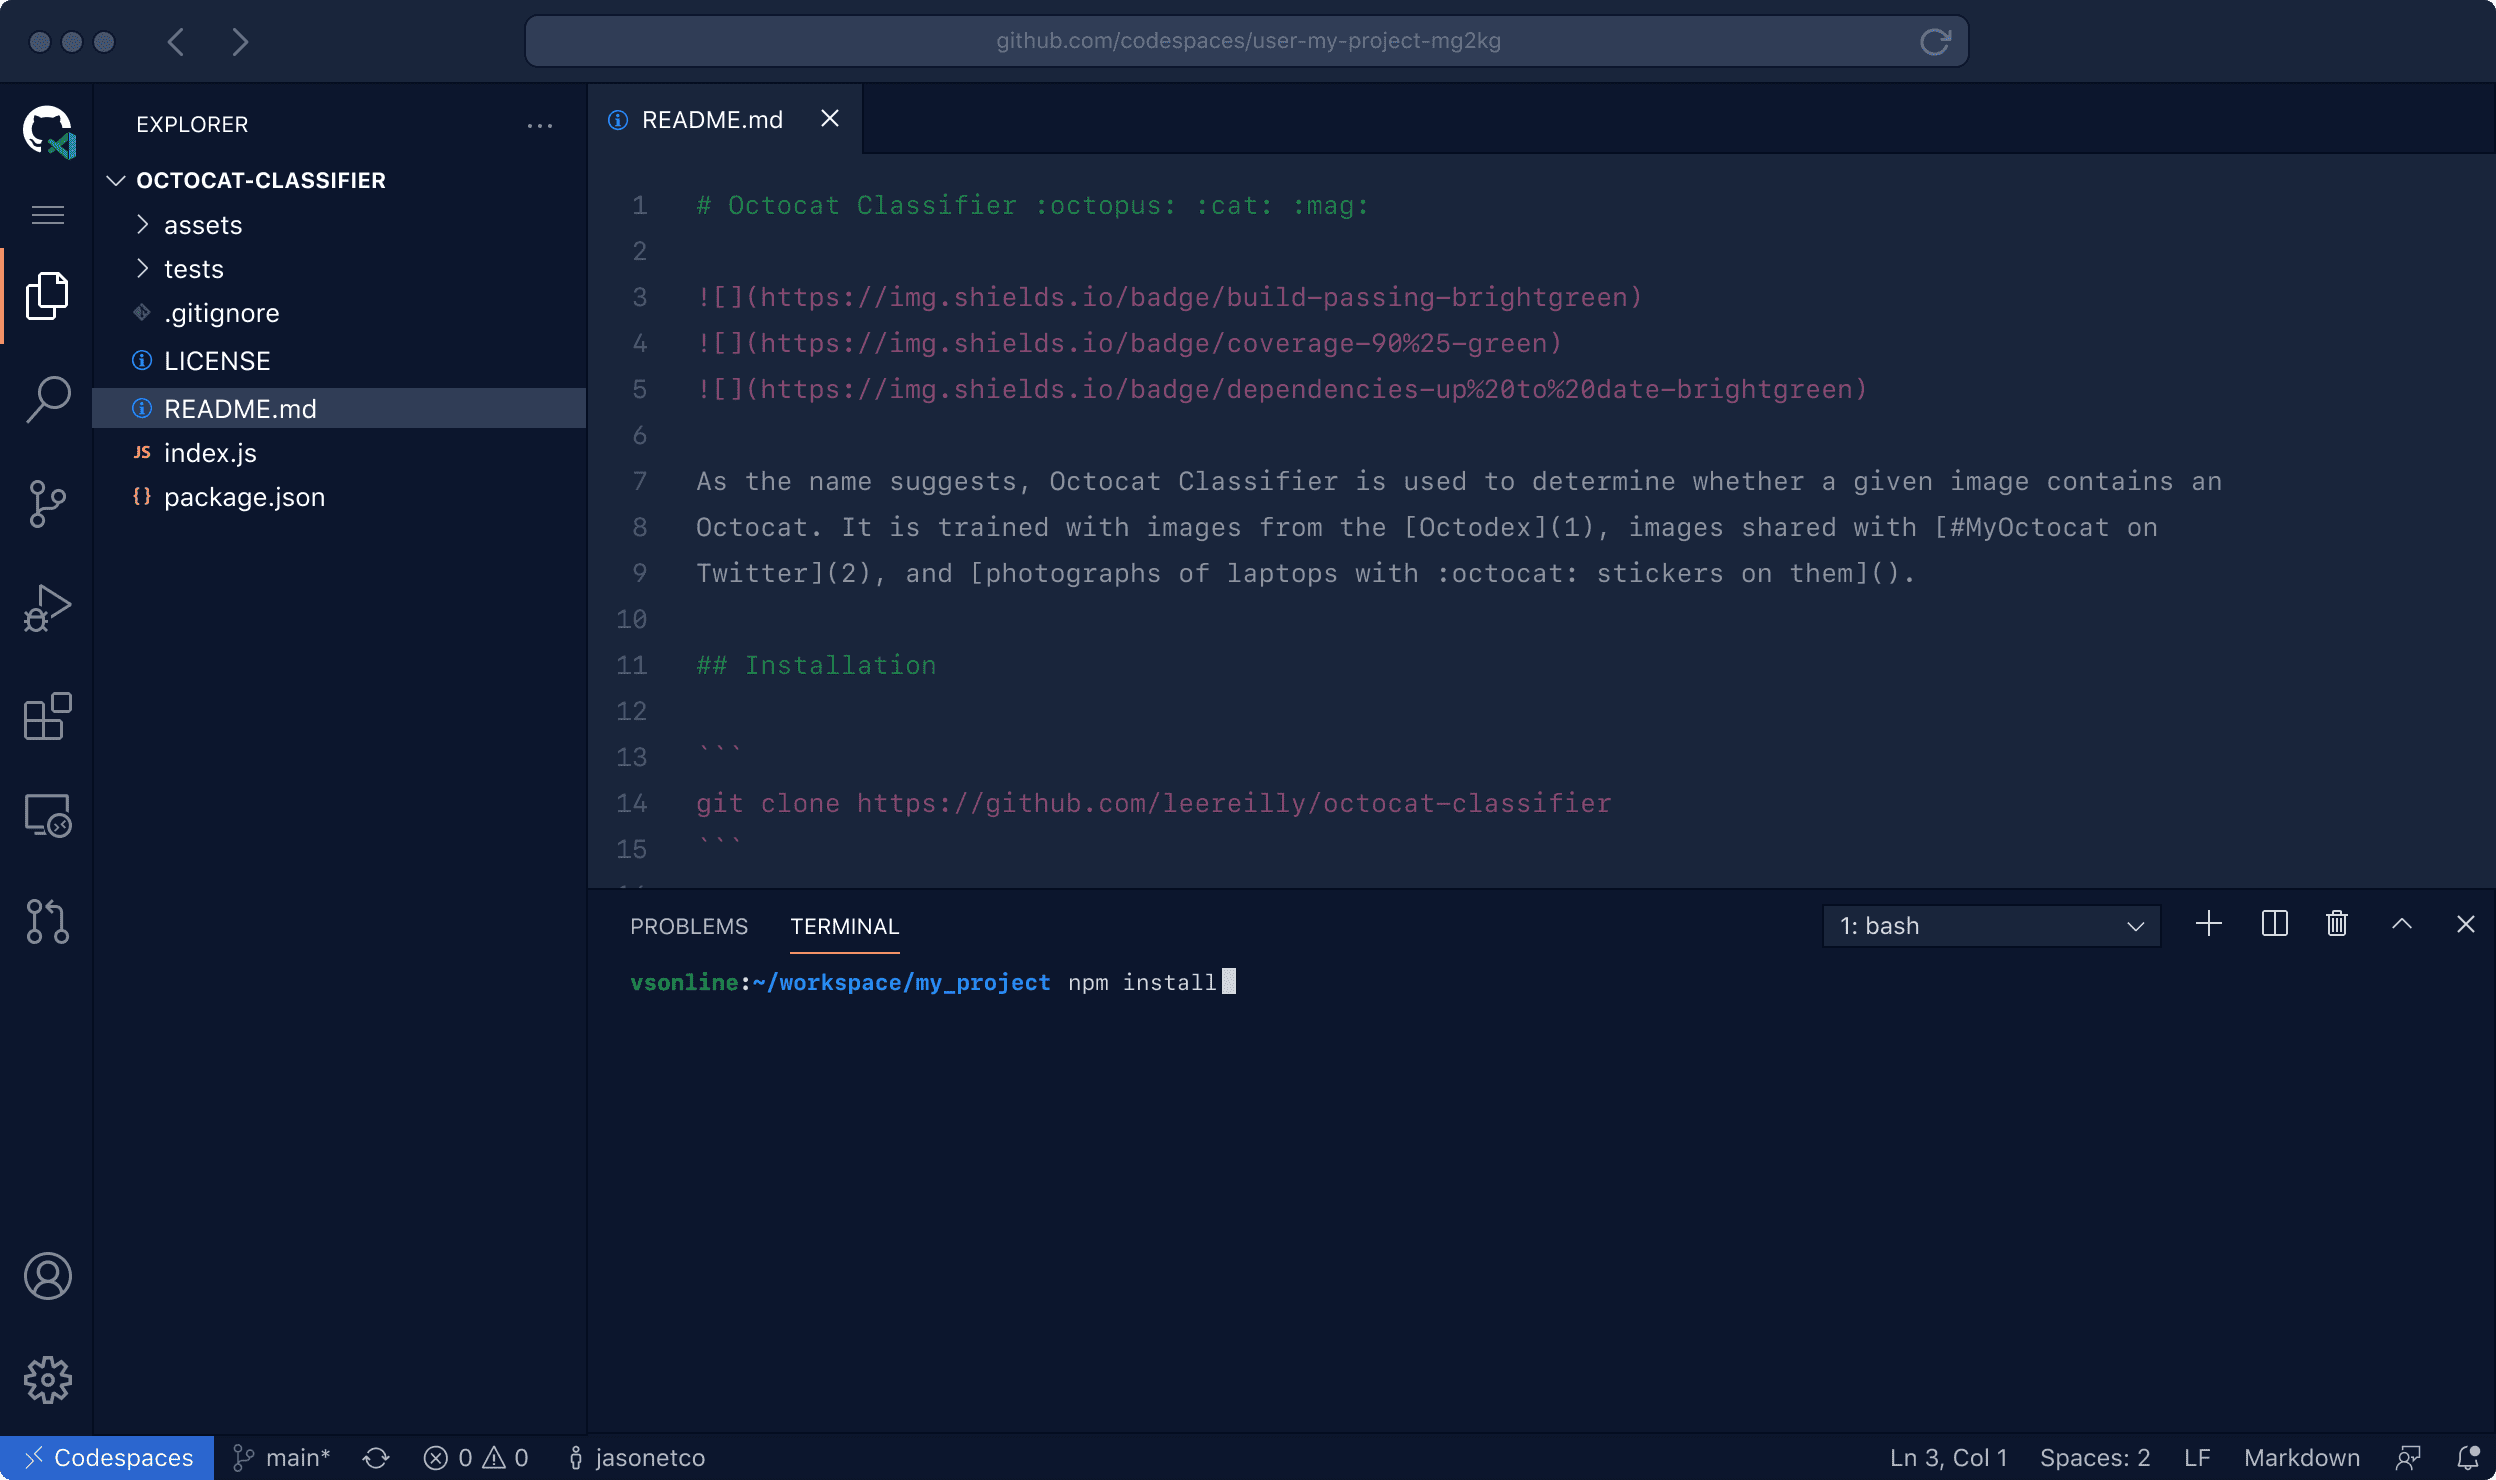 github.com/codespaces/user-my-project-mg2kg
EXPLORER
OCTOCAT-CLASSIFIER
assets
tests
.gitignore
LICENSE
README.md
JS index.js
{} package.json
README.md
1 # Octocat Classifier :octopus: :cat: :mag:
2
3 ![](https://img.shields.io/badge/build-passing-brightgreen)
4 ![](https://img.shields.io/badge/coverage-90%25-green)
5 ![](https://img.shields.io/badge/dependencies-up%20to%20date-brightgreen)
6
7 As the name suggests, Octocat Classifier is used to determine whether a given image contains an
8 Octocat. It is trained with images from the [Octodex](1), images shared with [#MyOctocat on
9 Twitter](2), and [photographs of laptops with :octocat: stickers on them]().
10
11 ## Installation
12
13 ```
14 git clone https://github.com/leereilly/octocat-classifier
15 ```
PROBLEMS TERMINAL 1: bash
vsonline:~/workspace/my_project npm install
Codespaces main* 0 0 jasonetco Ln 3, Col 1 Spaces: 2 LF Markdown